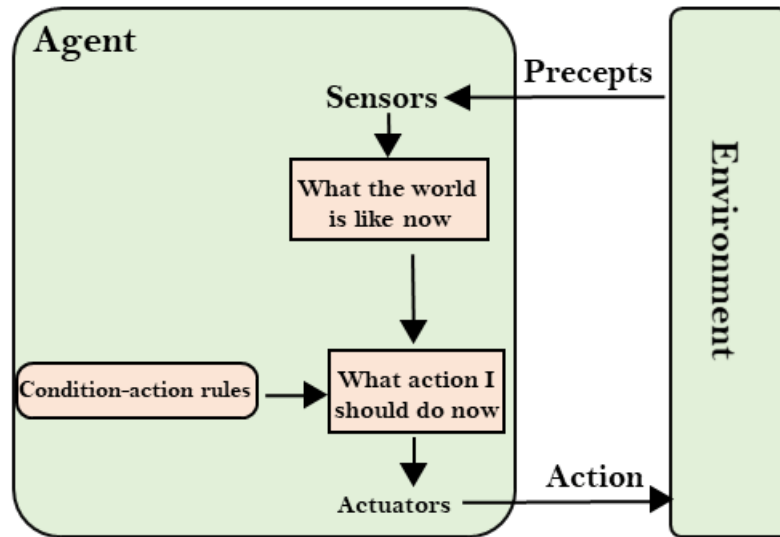 Agent
Precepts
Sensors
What the world
is like now
Environment
Condition-action rules
What action I
should do now
Action
Actuators